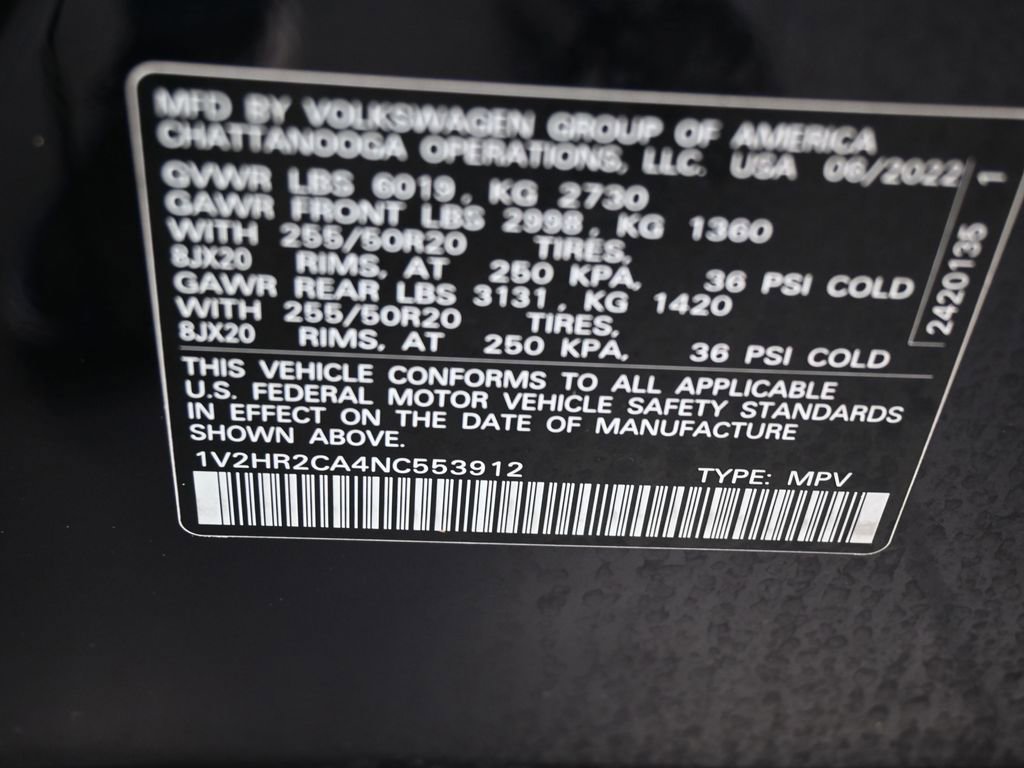 MFD BY VOLKSWAGEN GROUP OF AMERICA
CHATTANOOGA OPERATIONS, LLC. USA 06/2022
GVWR LBS 6019, KG 2730
GAWR FRONT LBS 2998, KG 1360
WITH 255/50R20 TIRES,
8JX20 RIMS, AT 250 KPA, 36 PSI COLD
GAWR REAR LBS 3131, KG 1420
WITH 255/50R20 TIRES,
8JX20 RIMS, AT 250 KPA, 36 PSI COLD
2420135 1
THIS VEHICLE CONFORMS TO ALL APPLICABLE
U.S. FEDERAL MOTOR VEHICLE SAFETY STANDARDS
IN EFFECT ON THE DATE OF MANUFACTURE
SHOWN ABOVE.
1V2HR2CA4NC553912 TYPE: MPV